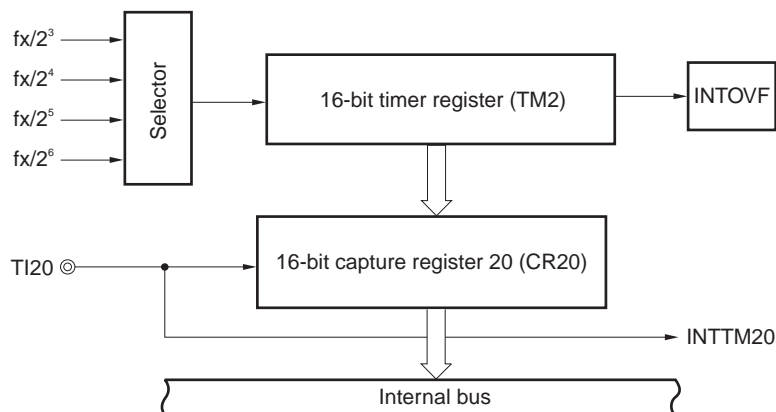 fx/2³
fx/2⁴
fx/2⁵
fx/2⁶
Selector
16-bit timer register (TM2)
INTOVF
TI20
16-bit capture register 20 (CR20)
INTTM20
Internal bus